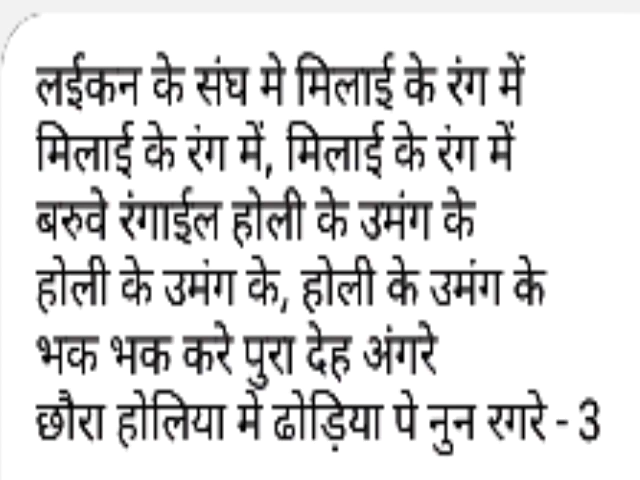 लईकन के संघ मे मिलाई के रंग में
मिलाई के रंग में, मिलाई के रंग में
बरुवे रंगाईल होली के उमंग के
होली के उमंग के, होली के उमंग के
भक भक करे पुरा देह अंगरे
छौरा होलिया में ढोड़िया पे नुन रगरे - 3